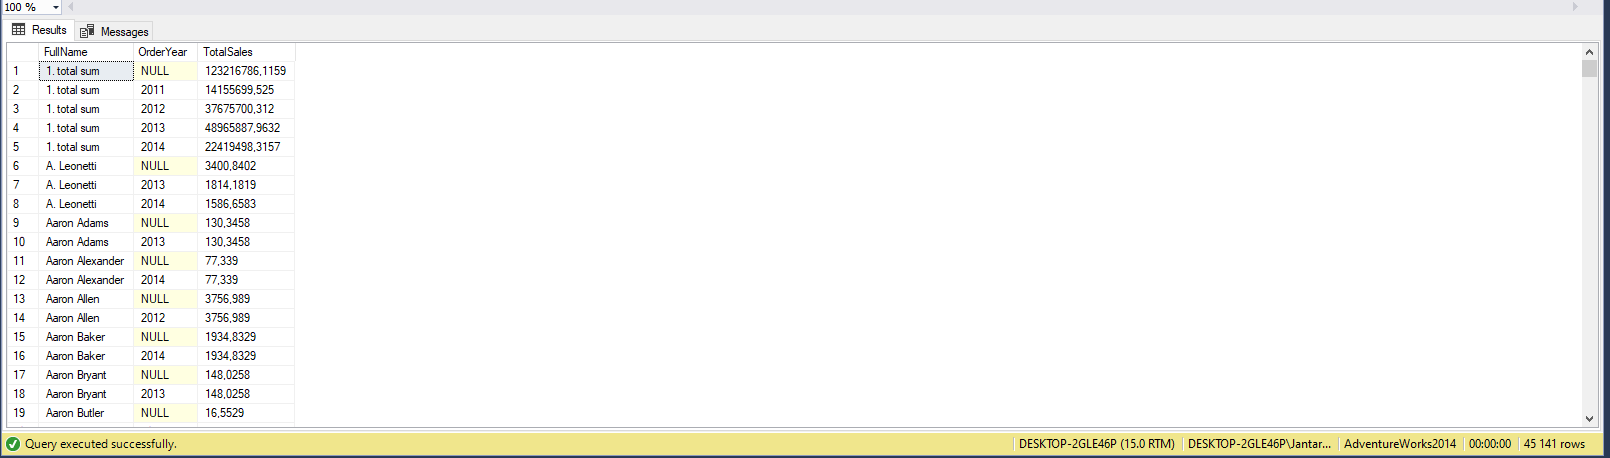 100 %
Results Messages
FullName OrderYear TotalSales
1 1. total sum NULL 123216786,1159
2 1. total sum 2011 14155699,525
3 1. total sum 2012 37675700,312
4 1. total sum 2013 48965887,9632
5 1. total sum 2014 22419498,3157
6 A. Leonetti NULL 3400,8402
7 A. Leonetti 2013 1814,1819
8 A. Leonetti 2014 1586,6583
9 Aaron Adams NULL 130,3458
10 Aaron Adams 2013 130,3458
11 Aaron Alexander NULL 77,339
12 Aaron Alexander 2014 77,339
13 Aaron Allen NULL 3756,989
14 Aaron Allen 2012 3756,989
15 Aaron Baker NULL 1934,8329
16 Aaron Baker 2014 1934,8329
17 Aaron Bryant NULL 148,0258
18 Aaron Bryant 2013 148,0258
19 Aaron Butler NULL 16,5529
Query executed successfully. DESKTOP-2GLE46P (15.0 RTM) DESKTOP-2GLE46P\Jantar... AdventureWorks2014 00:00:00 45 141 rows